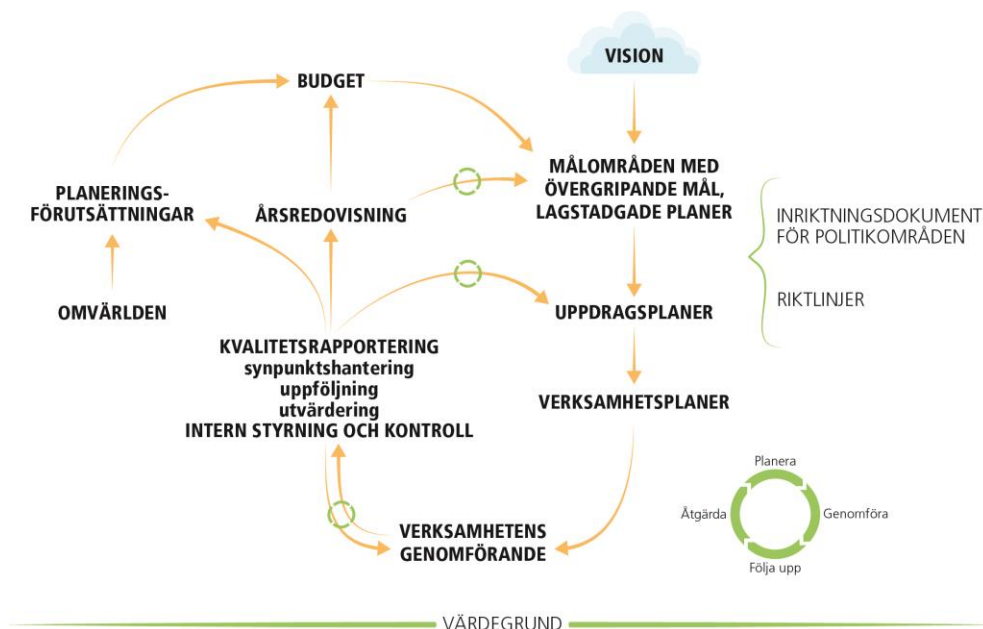 VISION
BUDGET
MÅLOMRÅDEN MED
ÖVERGRIPANDE MÅL,
LAGSTADGADE PLANER
PLANERINGS-
FÖRUTSÄTTNINGAR
ÅRSREDOVISNING
INRIKTNINGSDOKUMENT
FÖR POLITIKOMRÅDEN
RIKTLINJER
OMVÄRLDEN
UPPDRAGSPLANER
KVALITETSRAPPORTERING
synpunktshantering
uppföljning
utvärdering
INTERN STYRNING OCH KONTROLL
VERKSAMHETSPLANER
VERKSAMHETENS
GENOMFÖRANDE
Planera
Åtgärda
Genomföra
Följa upp
VÄRDEGRUND